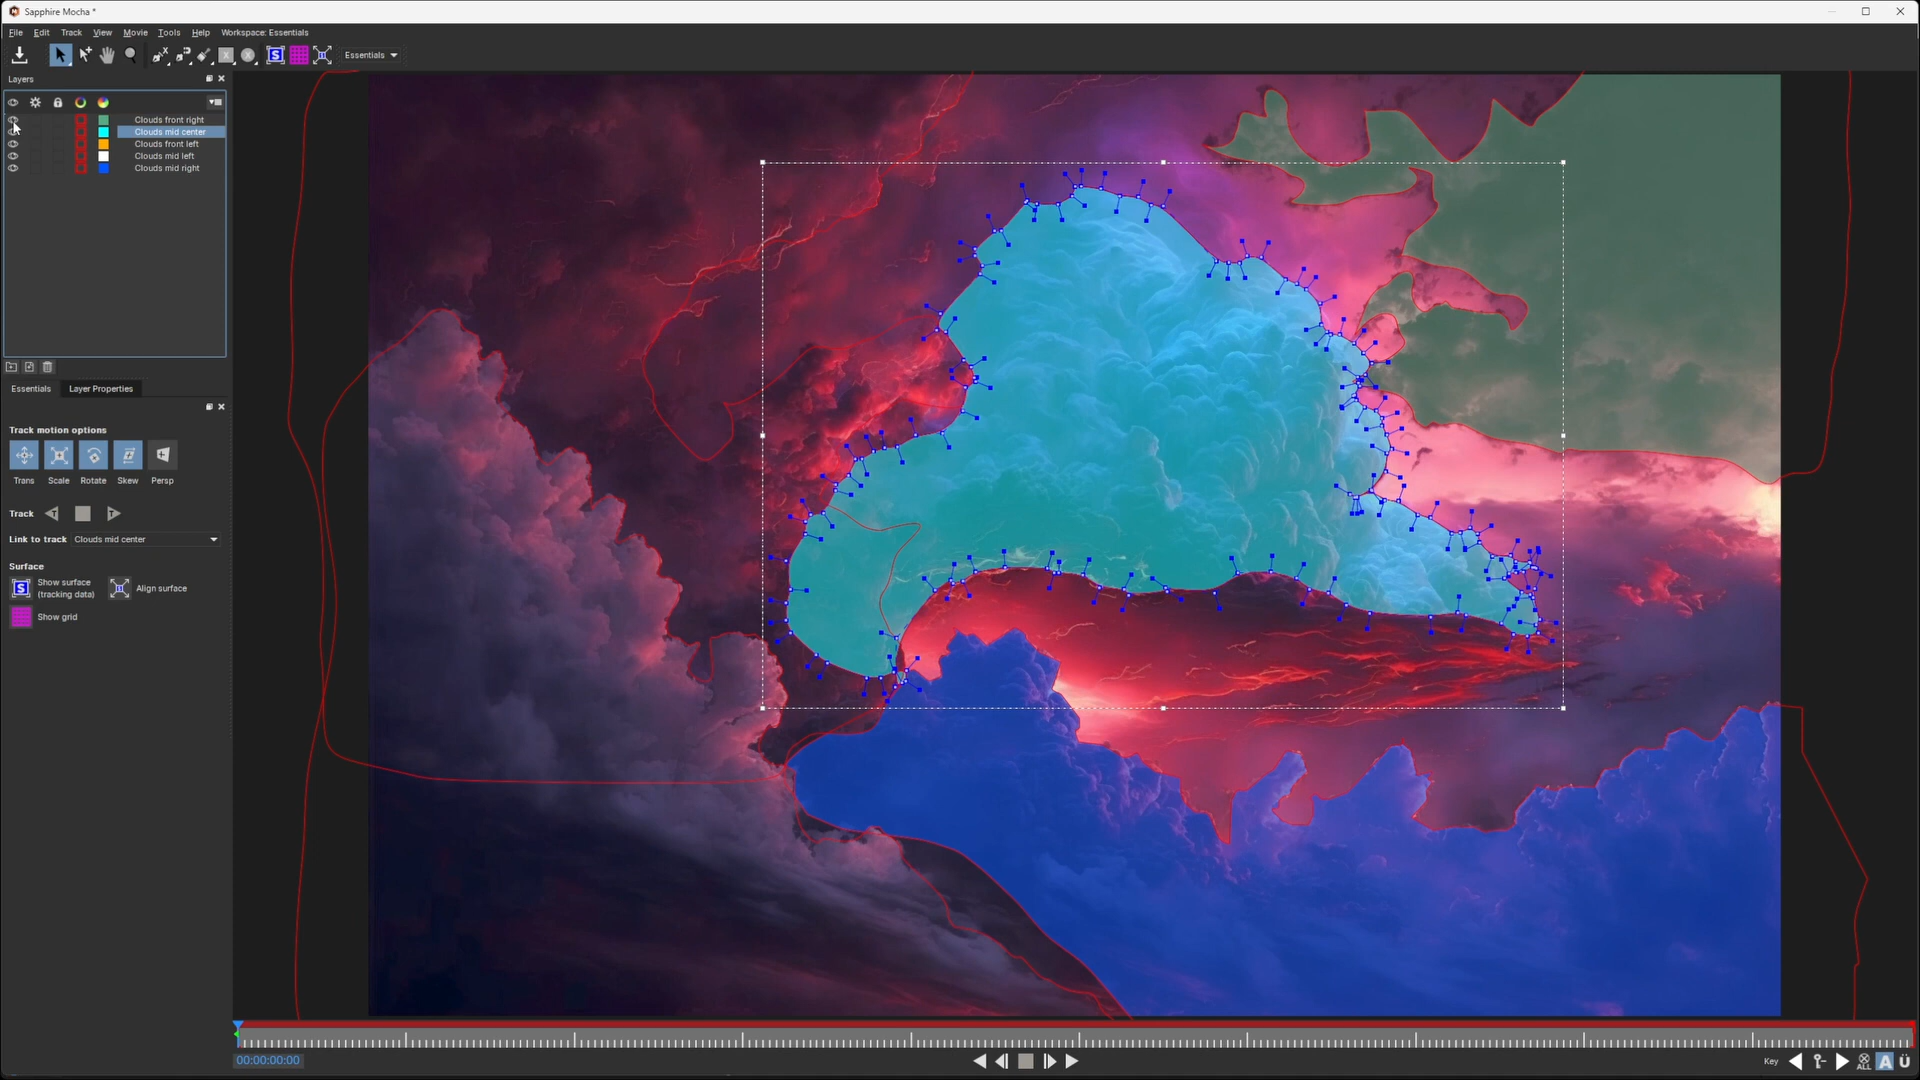 Sapphire Mocha *
File Edit Track View Movie Tools Help Workspace: Essentials
Essentials
Layers
Clouds front right
Clouds mid center
Clouds front left
Clouds mid left
Clouds mid right
Essentials Layer Properties
Track motion options
Trans Scale Rotate Skew Persp
Track
Link to track Clouds mid center
Surface
Show surface
(tracking data)
Align surface
Show grid
00:00:00:00
Key
ALL